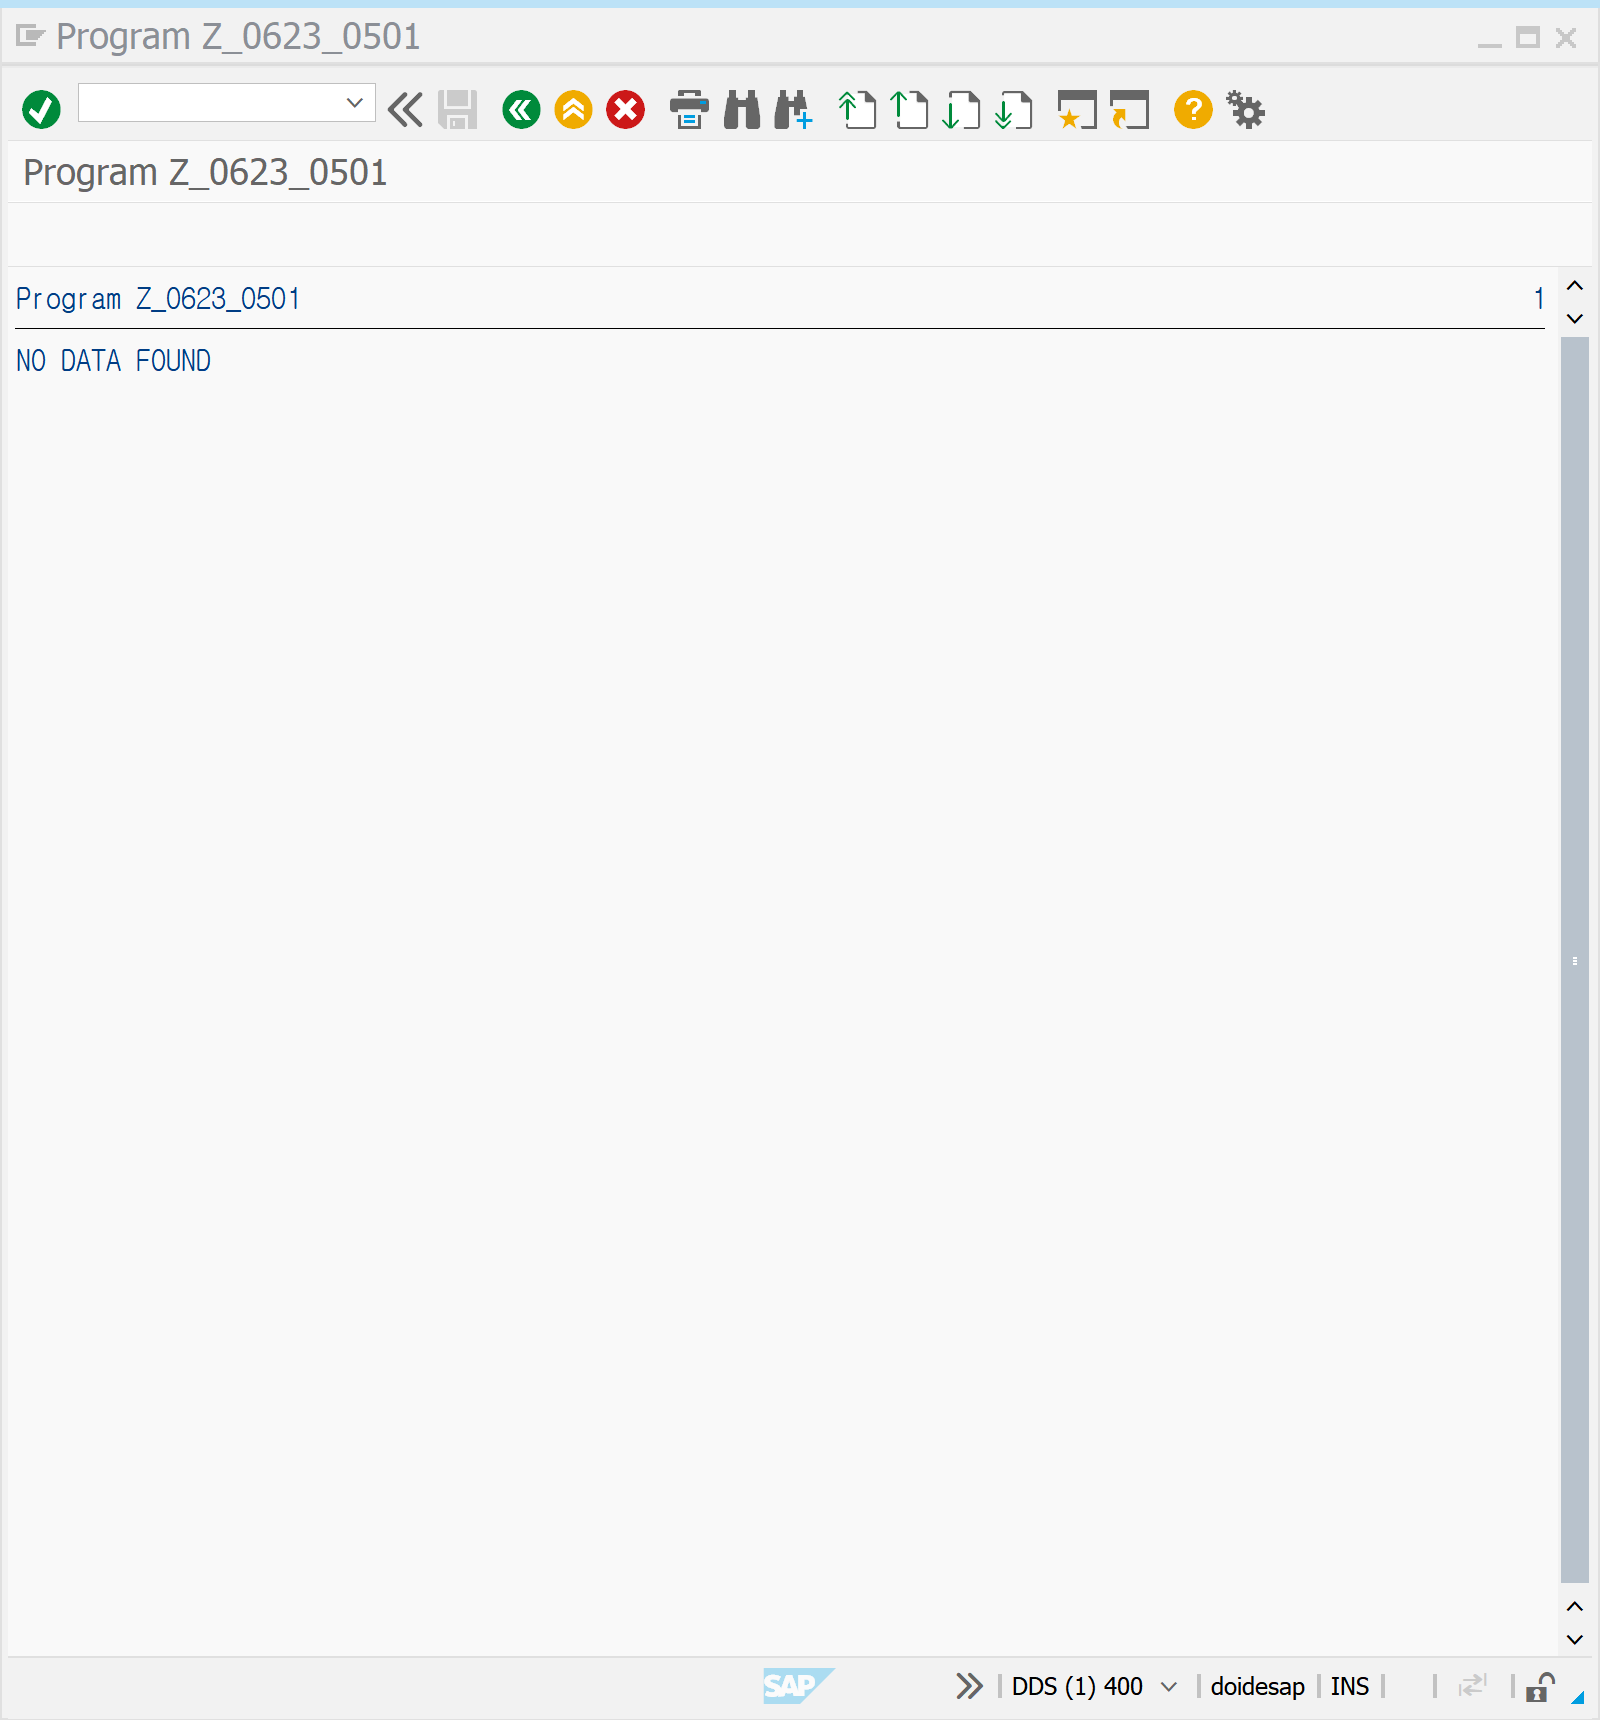 Program Z_0623_0501
Program Z_0623_0501
Program Z_0623_0501 1
NO DATA FOUND
SAP DDS (1) 400 doidesap INS